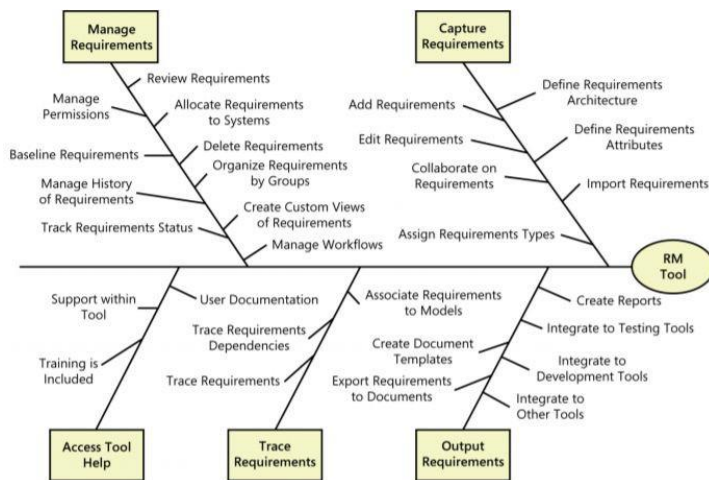 Manage
Requirements
Capture
Requirements
Review Requirements
Manage
Permissions
Allocate Requirements
to Systems
Baseline Requirements
Delete Requirements
Organize Requirements
by Groups
Manage History
of Requirements
Create Custom Views
of Requirements
Track Requirements Status
Manage Workflows
Define Requirements
Architecture
Add Requirements
Edit Requirements
Define Requirements
Attributes
Collaborate on
Requirements
Import Requirements
Assign Requirements Types
RM
Tool
Support within
Tool
User Documentation
Training is
Included
Associate Requirements
to Models
Trace Requirements
Dependencies
Trace Requirements
Create Reports
Integrate to Testing Tools
Create Document
Templates
Integrate to
Development Tools
Export Requirements
to Documents
Integrate to
Other Tools
Access Tool
Help
Trace
Requirements
Output
Requirements